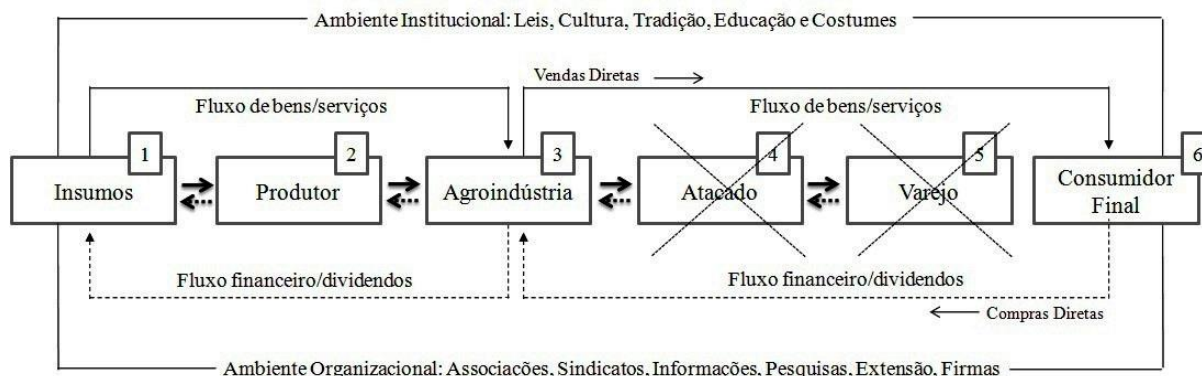 Ambiente Institucional: Leis, Cultura, Tradição, Educação e Costumes
Vendas Diretas
Fluxo de bens/serviços
Fluxo de bens/serviços
1
2
3
4
5
6
Insumos
Produtor
Agroindústria
Atacado
Varejo
Consumidor
Final
Fluxo financeiro/dividendos
Fluxo financeiro/dividendos
Compras Diretas
Ambiente Organizacional: Associações, Sindicatos, Informações, Pesquisas, Extensão, Firmas